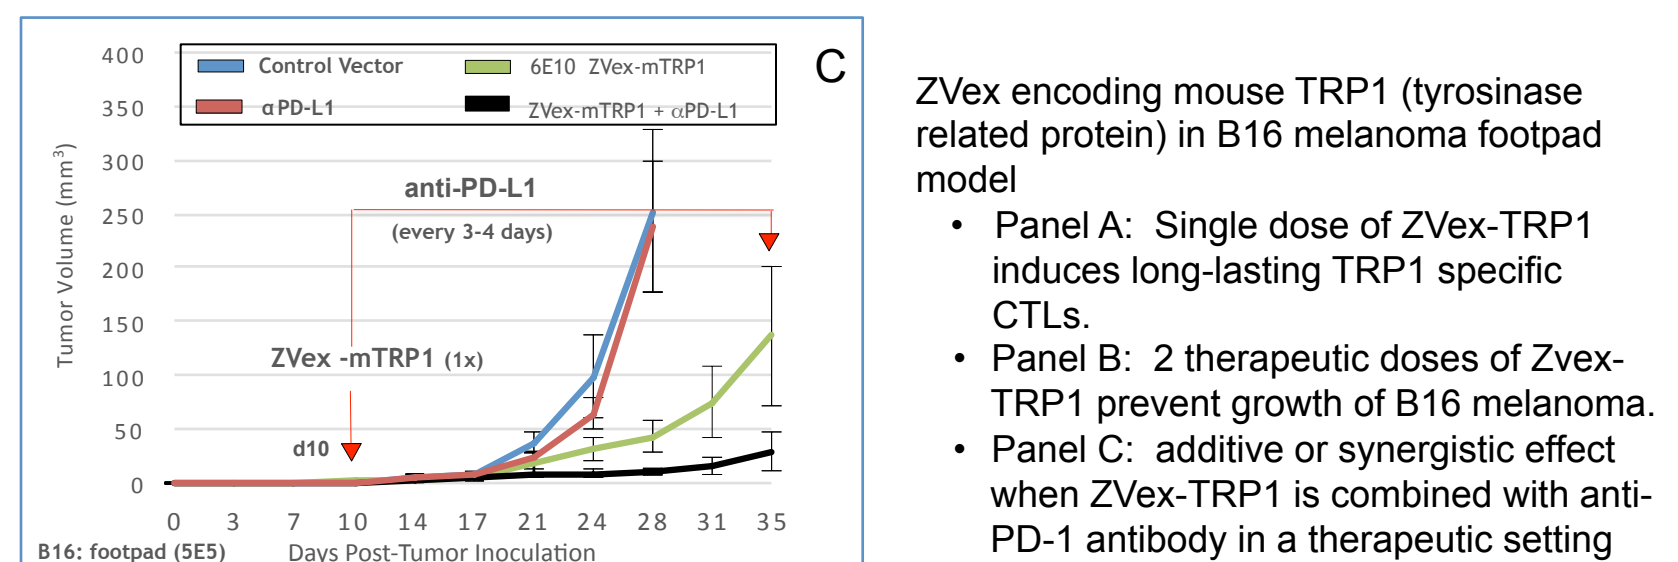 C
400
350
300
250
200
150
100
50
0
Tumor Volume (mm³)
Control Vector
6E10 ZVex-mTRP1
αPD-L1
ZVex-mTRP1 + αPD-L1
anti-PD-L1
(every 3-4 days)
ZVex -mTRP1 (1x)
d10
0 3 7 10 14 17 21 24 28 31 35
B16: footpad (5E5)
Days Post-Tumor Inoculation
ZVex encoding mouse TRP1 (tyrosinase
related protein) in B16 melanoma footpad
model
• Panel A: Single dose of ZVex-TRP1
induces long-lasting TRP1 specific
CTLs.
• Panel B: 2 therapeutic doses of Zvex-
TRP1 prevent growth of B16 melanoma.
• Panel C: additive or synergistic effect
when ZVex-TRP1 is combined with anti-
PD-1 antibody in a therapeutic setting